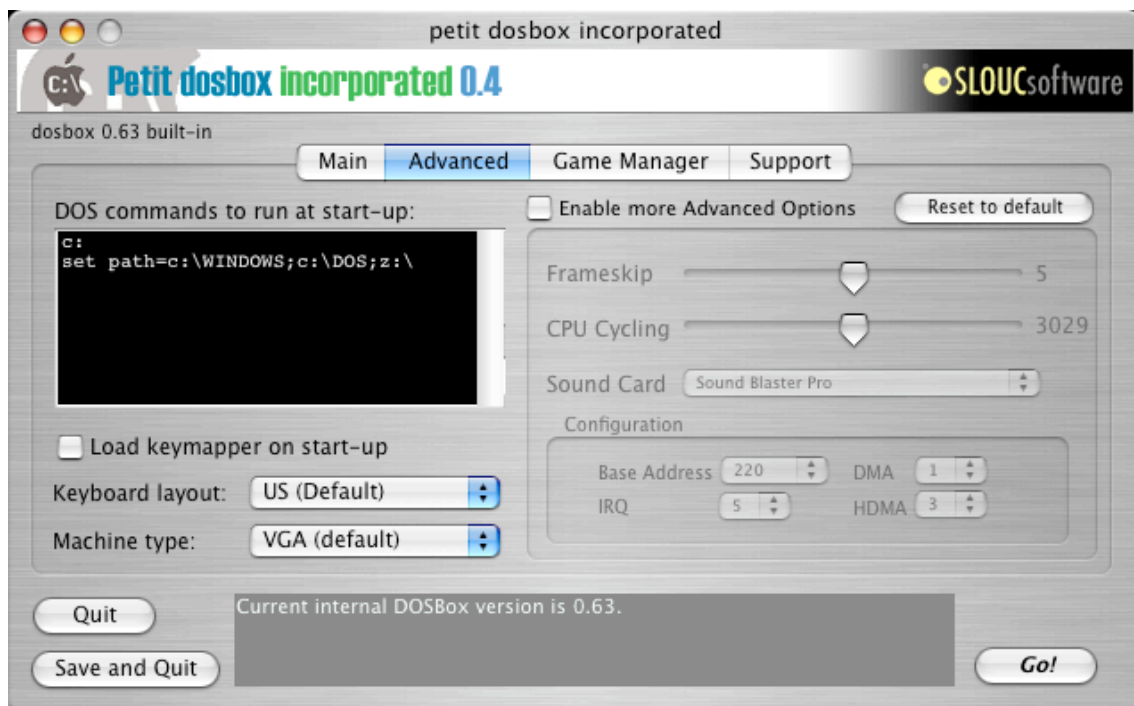 petit dosbox incorporated
C:\ Petit dosbox incorporated 0.4
SLOUCsoftware
dosbox 0.63 built-in
Main Advanced Game Manager Support
DOS commands to run at start-up:
c:
set path=c:\WINDOWS;c:\DOS;z:\
Load keymapper on start-up
Keyboard layout: US (Default)
Machine type: VGA (default)
Enable more Advanced Options Reset to default
Frameskip 5
CPU Cycling 3029
Sound Card Sound Blaster Pro
Configuration
Base Address 220 DMA 1
IRQ 5 HDMA 3
Quit
Save and Quit
Current internal DOSBox version is 0.63.
Go!